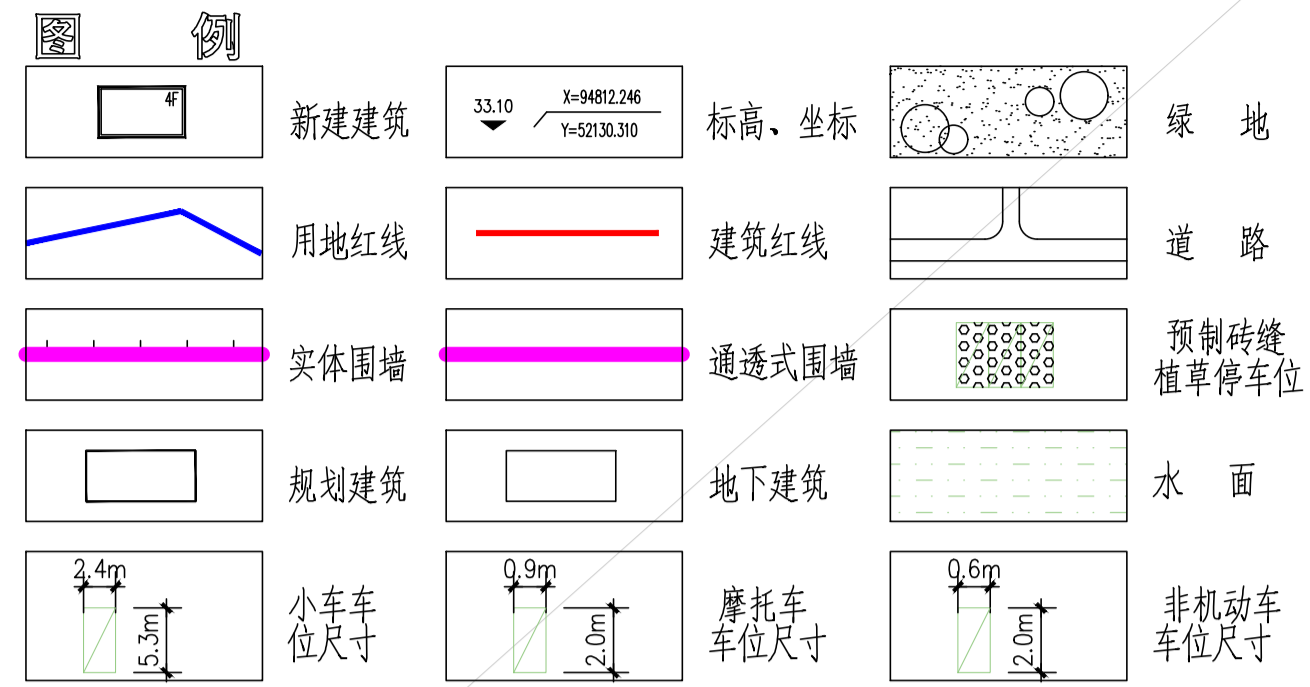 图 例
4F
新建建筑
33.10
X=94812.246
Y=52130.310
标高、坐标
绿 地
用地红线
建筑红线
道 路
实体围墙
通透式围墙
预制砖缝
植草停车位
规划建筑
地下建筑
水 面
2.4m
5.3m
小车车
位尺寸
0.9m
2.0m
摩托车
车位尺寸
0.6m
2.0m
非机动车
车位尺寸